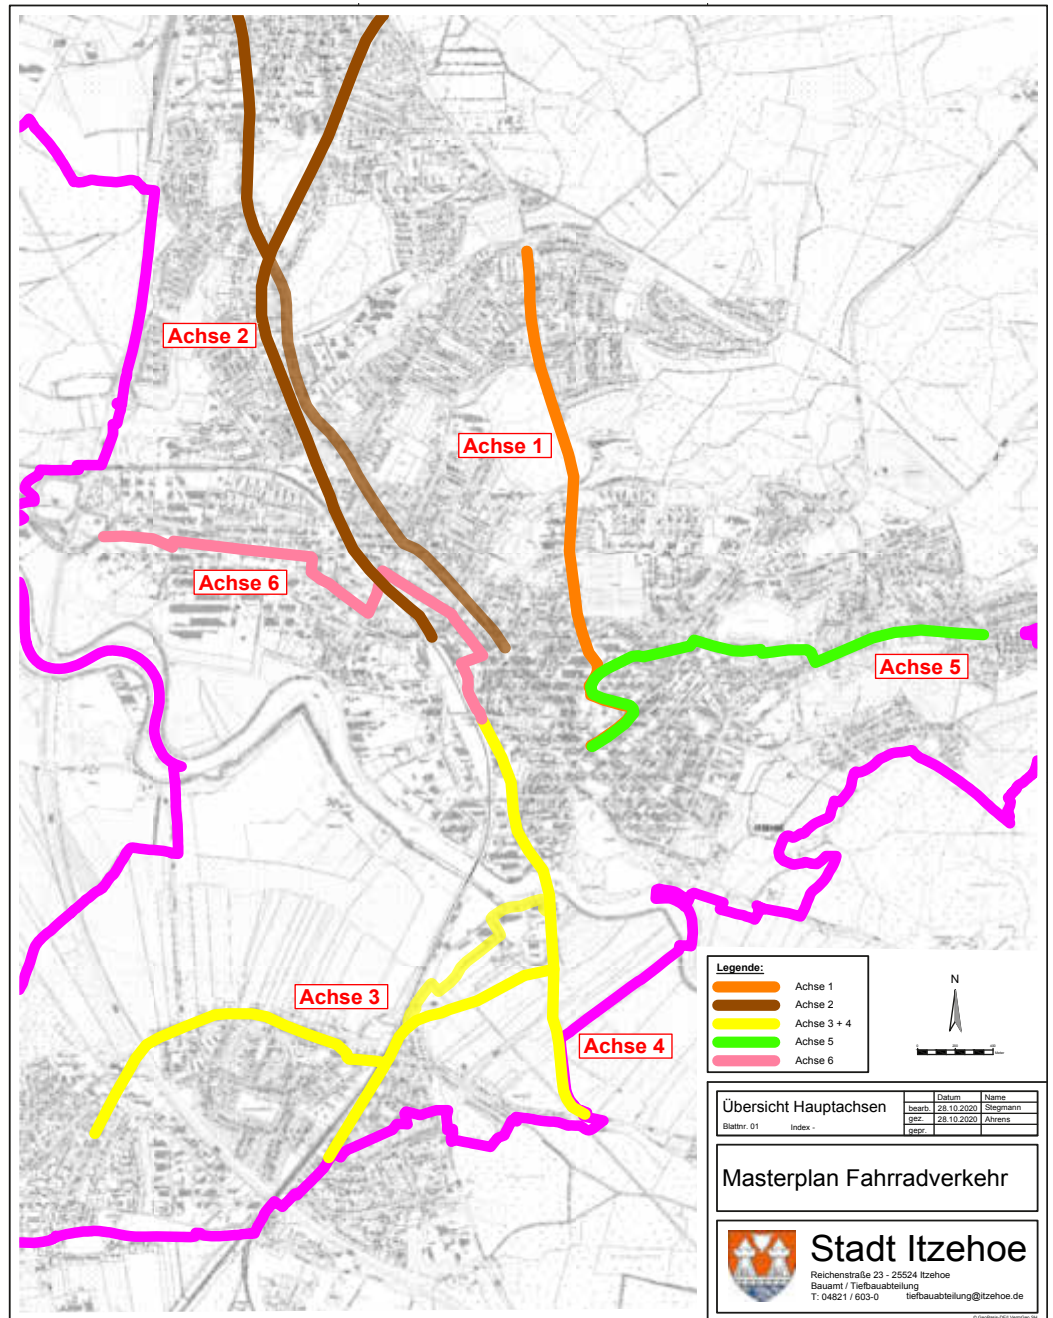 Achse 2
Achse 1
Achse 6
Achse 5
Achse 3
Achse 4
Legende:
Achse 1
Achse 2
Achse 3 + 4
Achse 5
Achse 6
N
Übersicht Hauptachsen
Blattnr. 01 Index -
Datum Name
bearb. 28.10.2020 Stegmann
gez. 28.10.2020 Ahrens
gepr.
Masterplan Fahrradverkehr
Stadt Itzehoe
Reichenstraße 23 - 25524 Itzehoe
Bauamt / Tiefbauabteilung
T: 04821 / 603-0 tiefbauabteilung@itzehoe.de